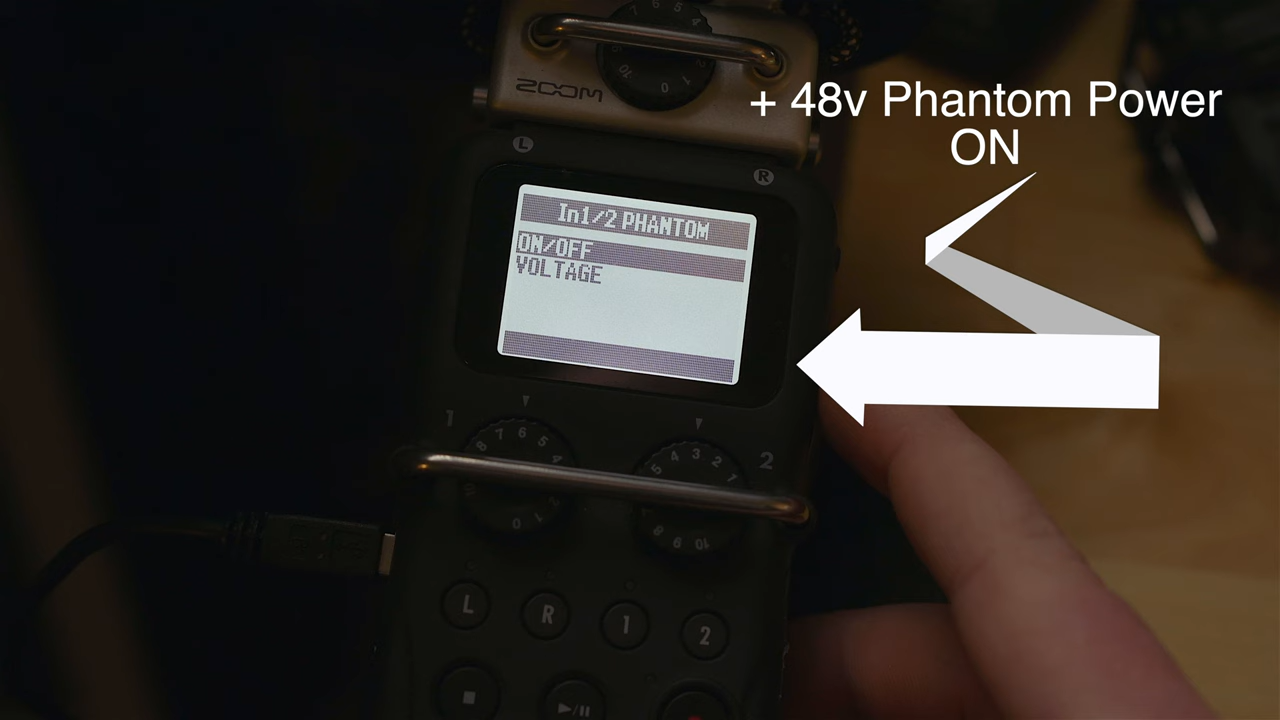 ZOOM
+ 48v Phantom Power
ON
L
R
In1/2 PHANTOM
ON/OFF
VOLTAGE
1
2
L
R
1
2